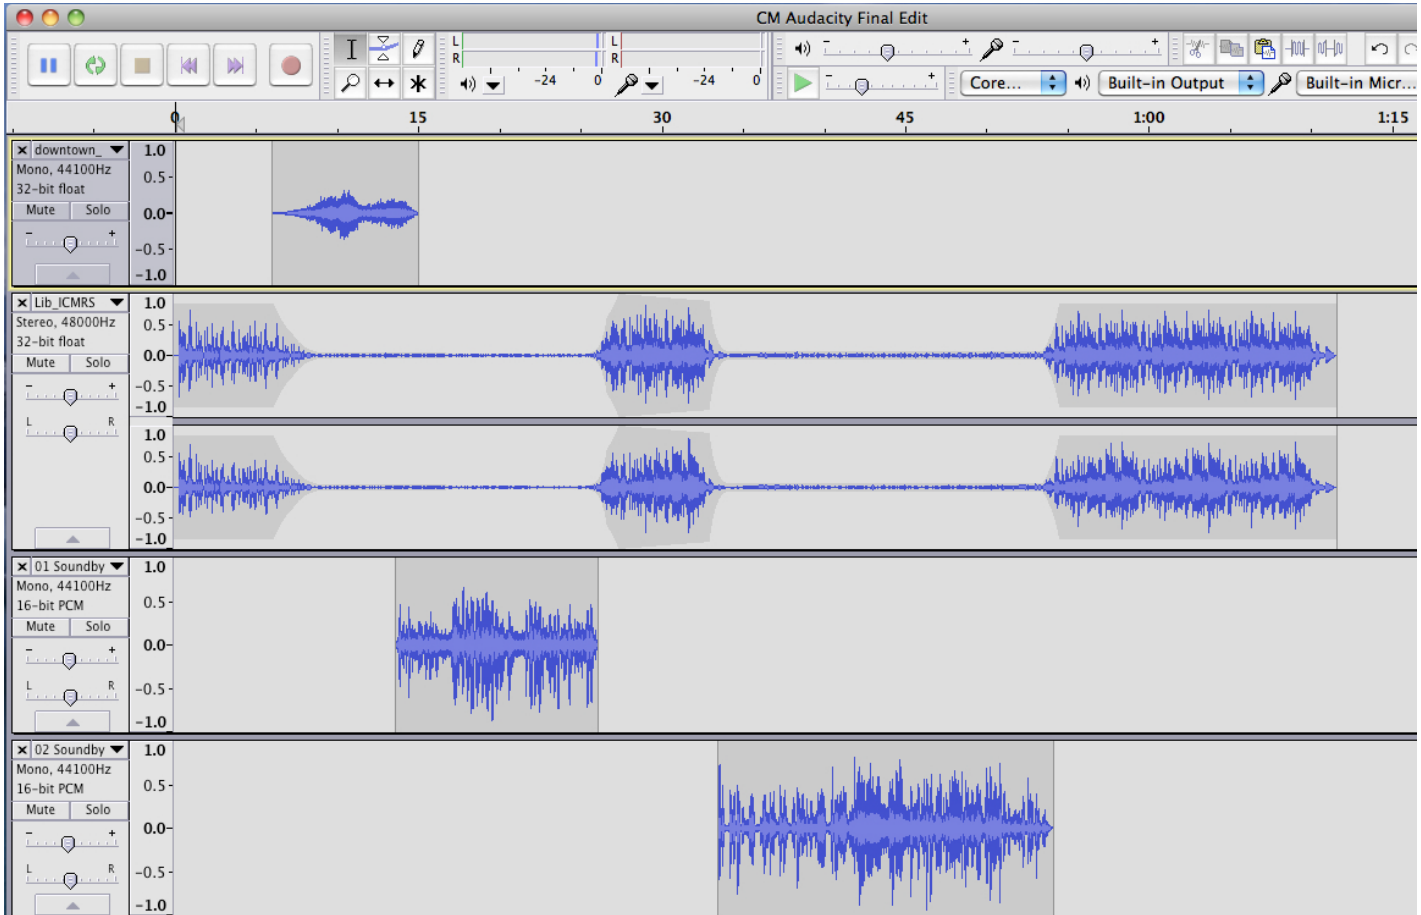 CM Audacity Final Edit
L
R
-24 0
L
R
-24 0
- +
- +
- +
Core...
Built-in Output
Built-in Micr...
0 15 30 45 1:00 1:15
downtown_
Mono, 44100Hz
32-bit float
Mute Solo
- +
1.0
0.5
0.0
-0.5
-1.0
Lib_ICMRS
Stereo, 48000Hz
32-bit float
Mute Solo
- +
L R
1.0
0.5
0.0
-0.5
-1.0
1.0
0.5
0.0
-0.5
-1.0
01 Soundby
Mono, 44100Hz
16-bit PCM
Mute Solo
- +
L R
1.0
0.5
0.0
-0.5
-1.0
02 Soundby
Mono, 44100Hz
16-bit PCM
Mute Solo
- +
L R
1.0
0.5
0.0
-0.5
-1.0